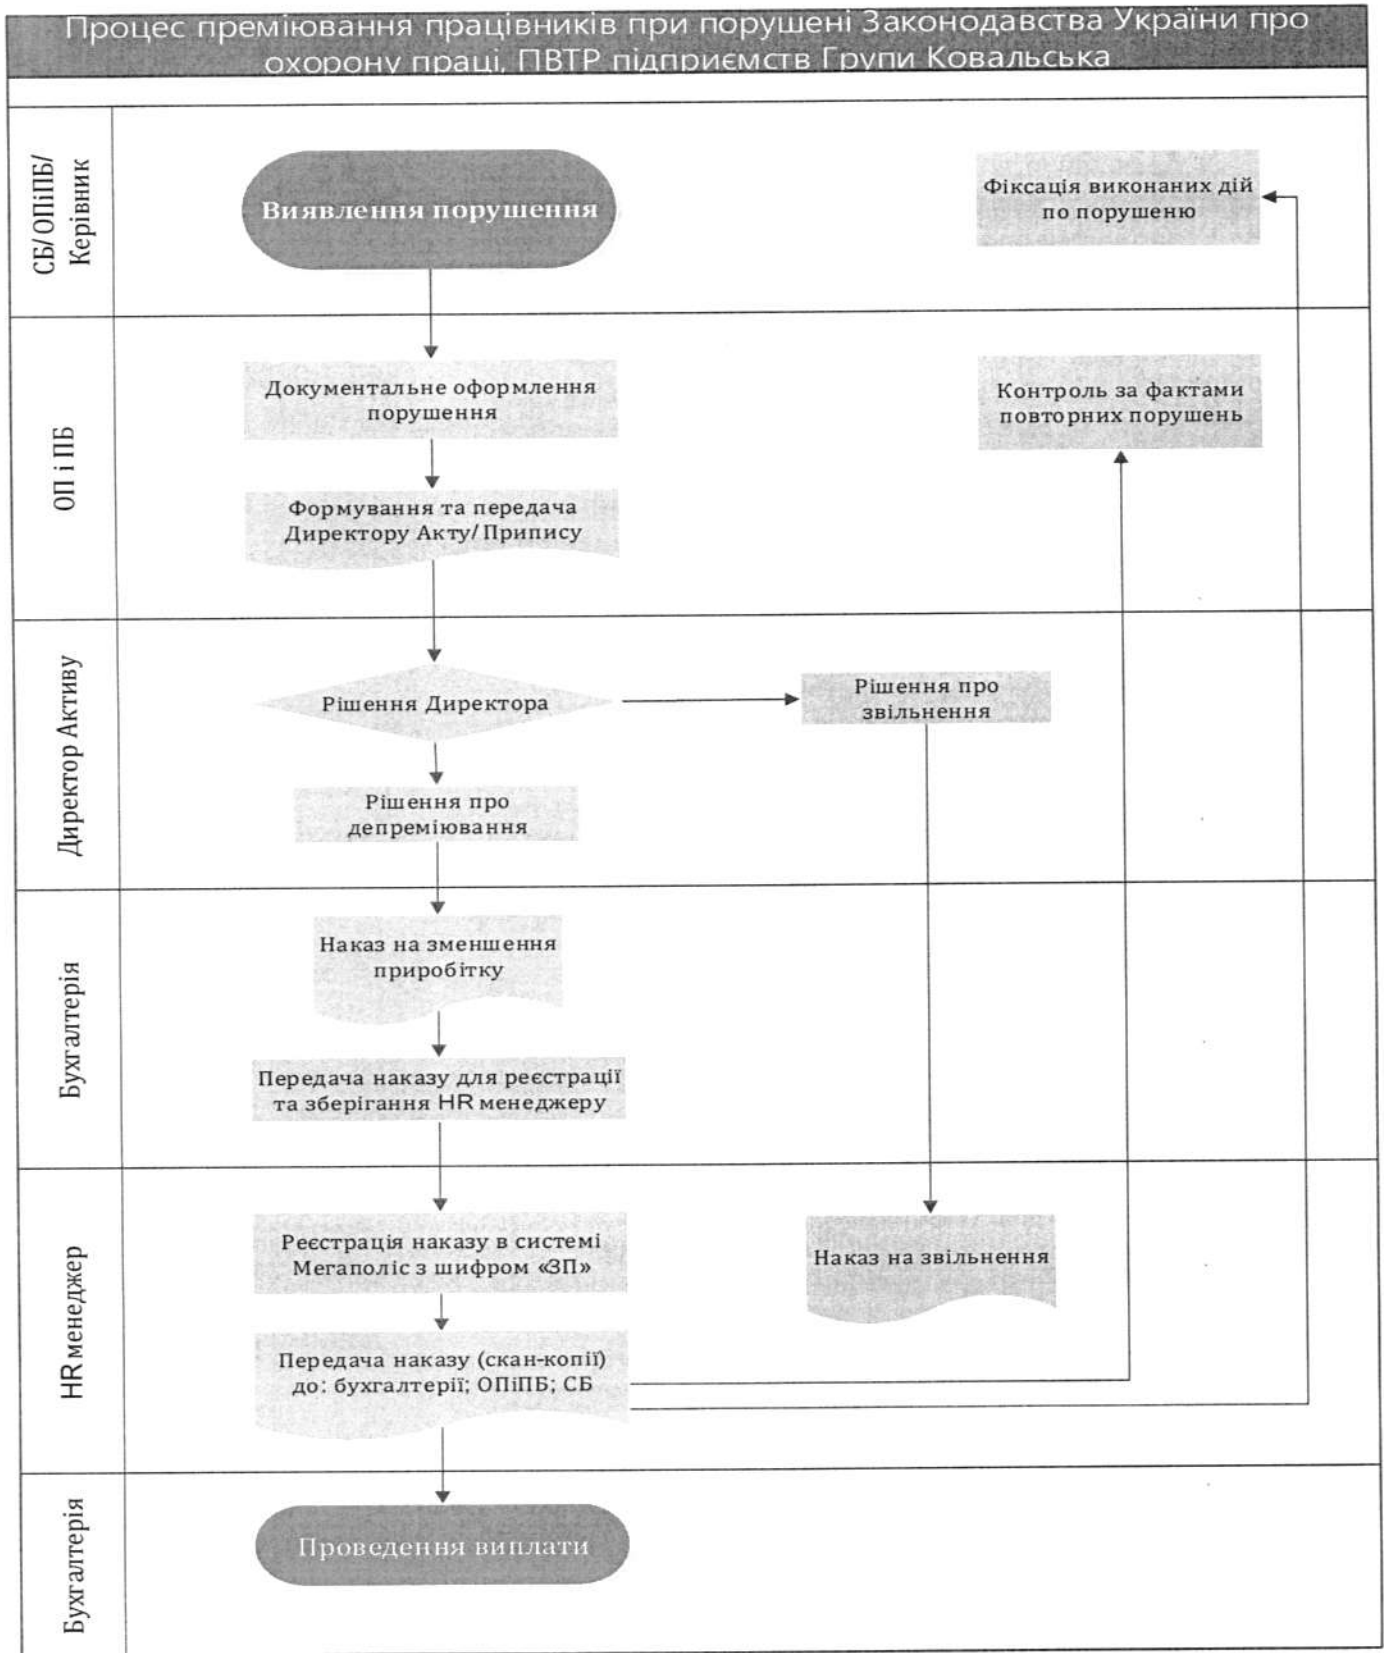 Процес преміювання працівників при порушені Законодавства України про
охорону праці, ПВТР підприємств Групи Ковальська
СБ/ОПіПБ/
Керівник
Виявлення порушення
Фіксація виконаних дій
по порушеню
ОП і ПБ
Документальне оформлення
порушення
Контроль за фактами
повторних порушень
Формування та передача
Директору Акту/Припису
Директор Активу
Рішення Директора
Рішення про
звільнення
Рішення про
депреміювання
Бухгалтерія
Наказ на зменшення
приробітку
Передача наказу для реєстрації
та зберігання HR менеджеру
HR менеджер
Реєстрація наказу в системі
Мегаполіс з шифром «ЗП»
Наказ на звільнення
Передача наказу (скан-копії)
до: бухгалтерії; ОПіПБ; СБ
Бухгалтерія
Проведення виплати